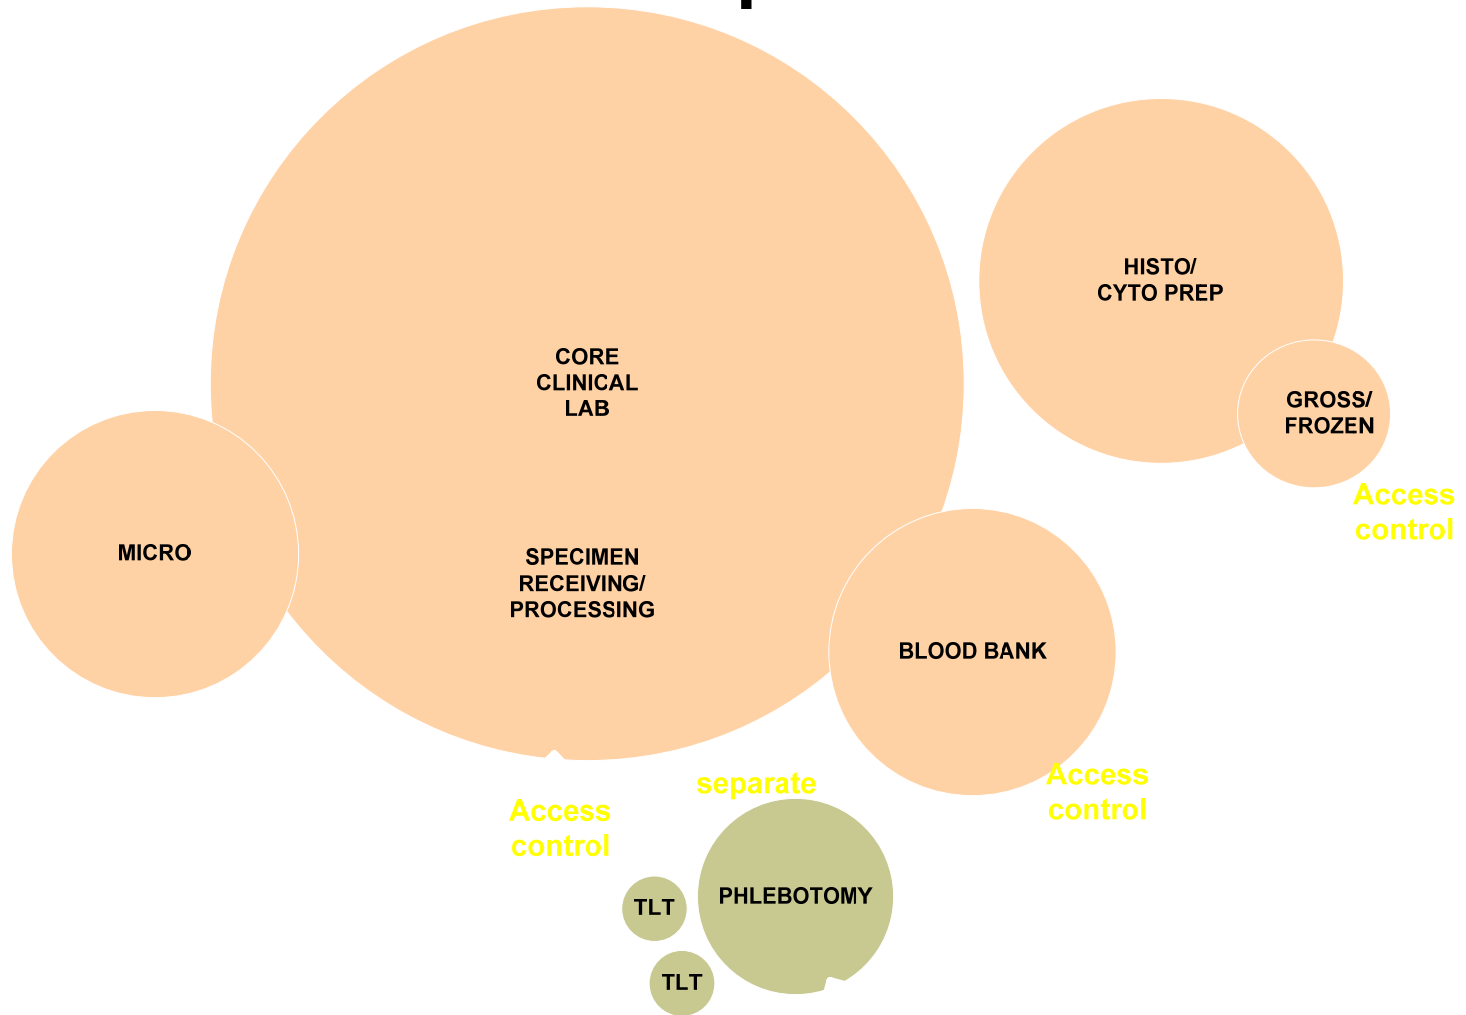 HISTO/
CYTO PREP
CORE
CLINICAL
LAB
GROSS/
FROZEN
Access
control
MICRO
SPECIMEN
RECEIVING/
PROCESSING
BLOOD BANK
Access
control
separate
Access
control
PHLEBOTOMY
TLT
TLT